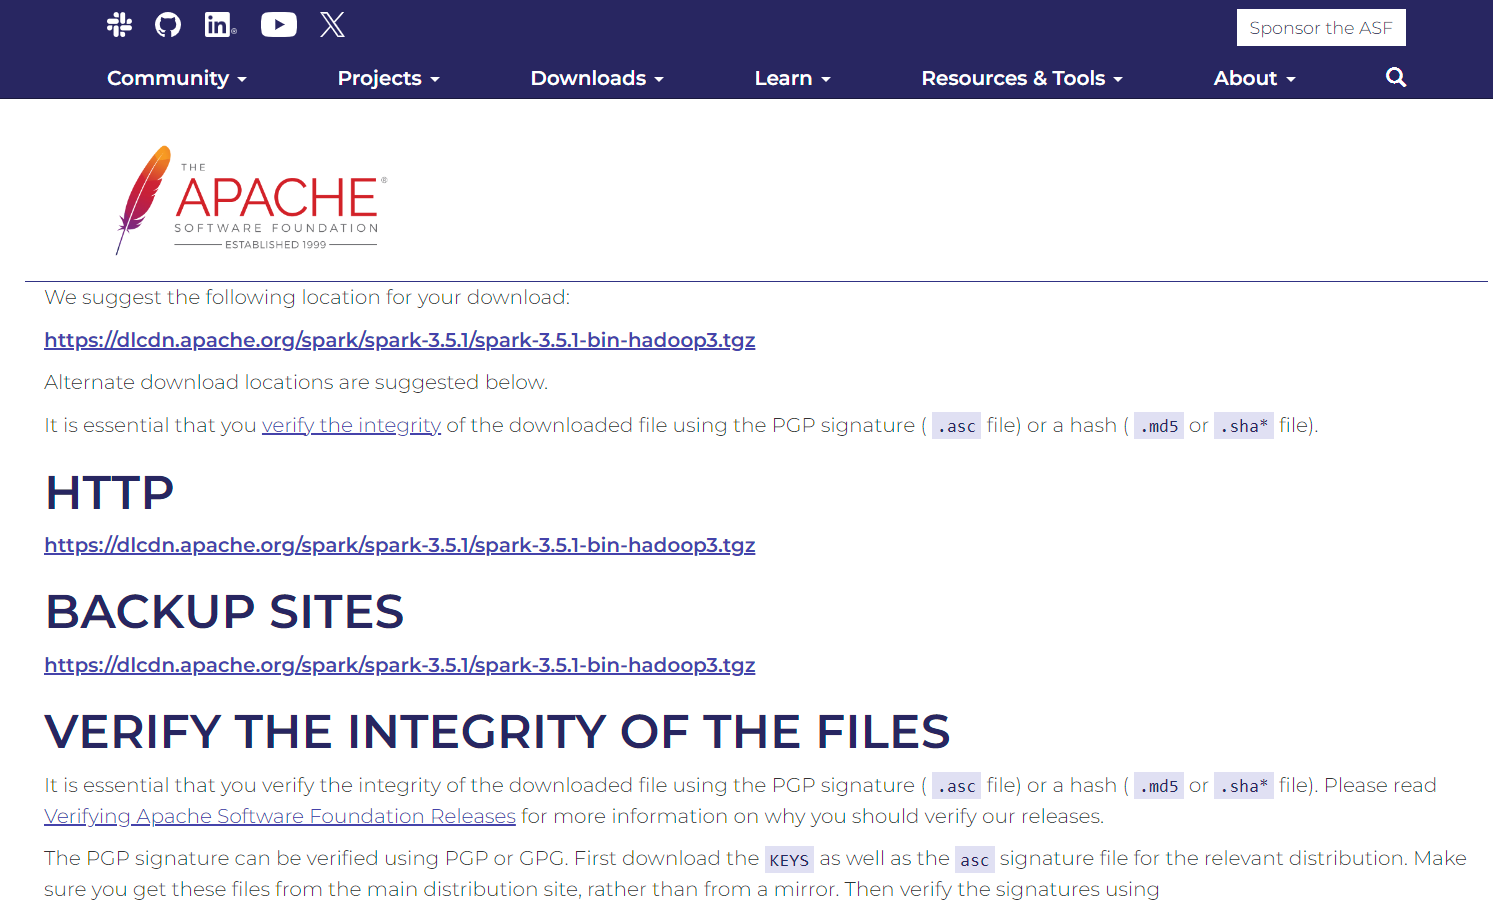 Sponsor the ASF
Community Projects Downloads Learn Resources & Tools About
THE
APACHE®
SOFTWARE FOUNDATION
ESTABLISHED 1999
We suggest the following location for your download:
https://dlcdn.apache.org/spark/spark-3.5.1/spark-3.5.1-bin-hadoop3.tgz
Alternate download locations are suggested below.
It is essential that you verify the integrity of the downloaded file using the PGP signature ( .asc file) or a hash ( .md5 or .sha* file).
HTTP
https://dlcdn.apache.org/spark/spark-3.5.1/spark-3.5.1-bin-hadoop3.tgz
BACKUP SITES
https://dlcdn.apache.org/spark/spark-3.5.1/spark-3.5.1-bin-hadoop3.tgz
VERIFY THE INTEGRITY OF THE FILES
It is essential that you verify the integrity of the downloaded file using the PGP signature ( .asc file) or a hash ( .md5 or .sha* file). Please read
Verifying Apache Software Foundation Releases for more information on why you should verify our releases.
The PGP signature can be verified using PGP or GPG. First download the KEYS as well as the asc signature file for the relevant distribution. Make
sure you get these files from the main distribution site, rather than from a mirror. Then verify the signatures using